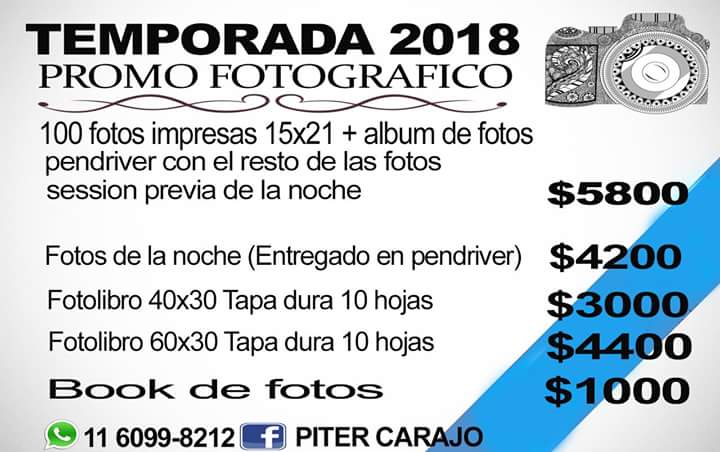 TEMPORADA 2018
PROMO FOTOGRAFICO
100 fotos impresas 15x21 + album de fotos
pendriver con el resto de las fotos
session previa de la noche $5800
Fotos de la noche (Entregado en pendriver) $4200
Fotolibro 40x30 Tapa dura 10 hojas $3000
Fotolibro 60x30 Tapa dura 10 hojas $4400
Book de fotos $1000
11 6099-8212 f PITER CARAJO